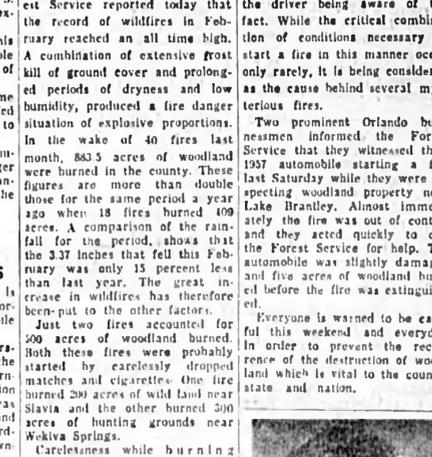 est Service reported today that
the record of wildfires in Feb-
ruary reached an all time high.
A combination of extensive frost
kill of ground cover and prolong-
ed periods of dryness and low
humidity, produced a fire danger
situation of explosive proportions.
In the wake of 40 fires last
month, 883.5 acres of woodland
were burned in the county. These
figures are more than double
those for the same period a year
ago when 18 fires burned 409
acres. A comparison of the rain-
fall for the period, shows that
the 3.37 inches that fell this Feb-
ruary was only 15 percent less
than last year. The great in-
crease in wildfires has therefore
been-put to the other factors.
Just two fires accounted for
500 acres of woodland burned.
Both these fires were probably
started by carelessly dropped
matches and cigarettes. One fire
burned 200 acres of wild land near
Slavia and the other burned 300
acres of hunting grounds near
Wekiva Springs.
Carelessness while burning
the driver being aware of
fact. While the critical combin
tion of conditions necessary
start a fire in this manner occ
only rarely, it is being consider
as the cause behind several my
terious fires.
Two prominent Orlando bu
nessmen informed the For
Service that they witnessed th
1957 automobile starting a f
last Saturday while they were
specting woodland property ne
Lake Brantley. Almost imme
ately the fire was out of cont
and they acted quickly to c
the Forest Service for help. T
automobile was slightly damag
and five acres of woodland bu
ed before the fire was extingui
ed.
Everyone is warned to be ca
ful this weekend and everyd
in order to prevent the recu
rence of the destruction of woo
land which is vital to the coun
state and nation.